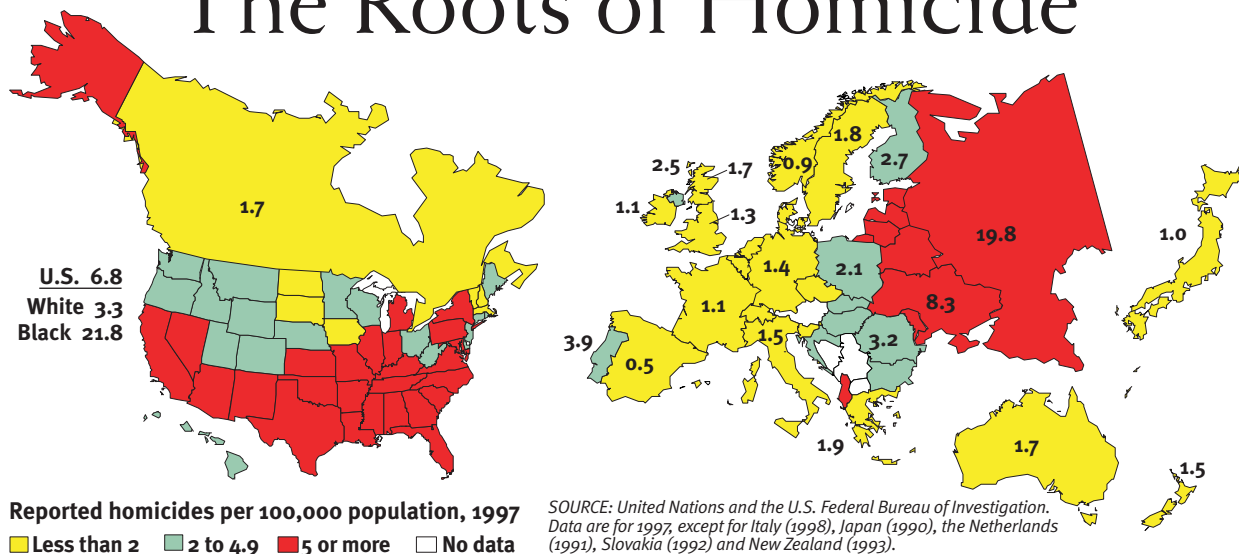 The Roots of Homicide
1.7
U.S. 6.8
White 3.3
Black 21.8
2.5
1.7
1.1
1.3
0.9
1.8
2.7
19.8
1.4
2.1
8.3
1.1
1.5
3.2
3.9
0.5
1.9
1.0
1.7
1.5
Reported homicides per 100,000 population, 1997
Less than 2 2 to 4.9 5 or more No data
SOURCE: United Nations and the U.S. Federal Bureau of Investigation.
Data are for 1997, except for Italy (1998), Japan (1990), the Netherlands
(1991), Slovakia (1992) and New Zealand (1993).